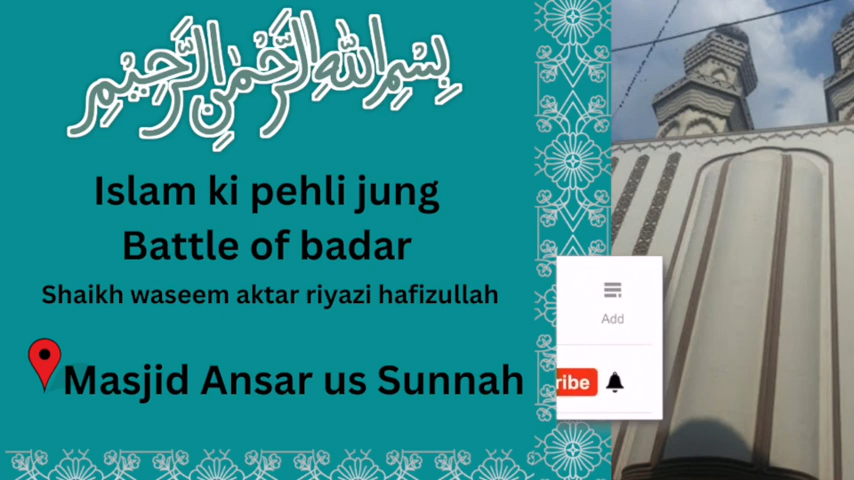 بِسْمِ اللهِ الرَّحْمٰنِ الرَّحِيْمِ
Islam ki pehli jung
Battle of badar
Shaikh waseem aktar riyazi hafizullah
Masjid Ansar us Sunnah
Add
ribe